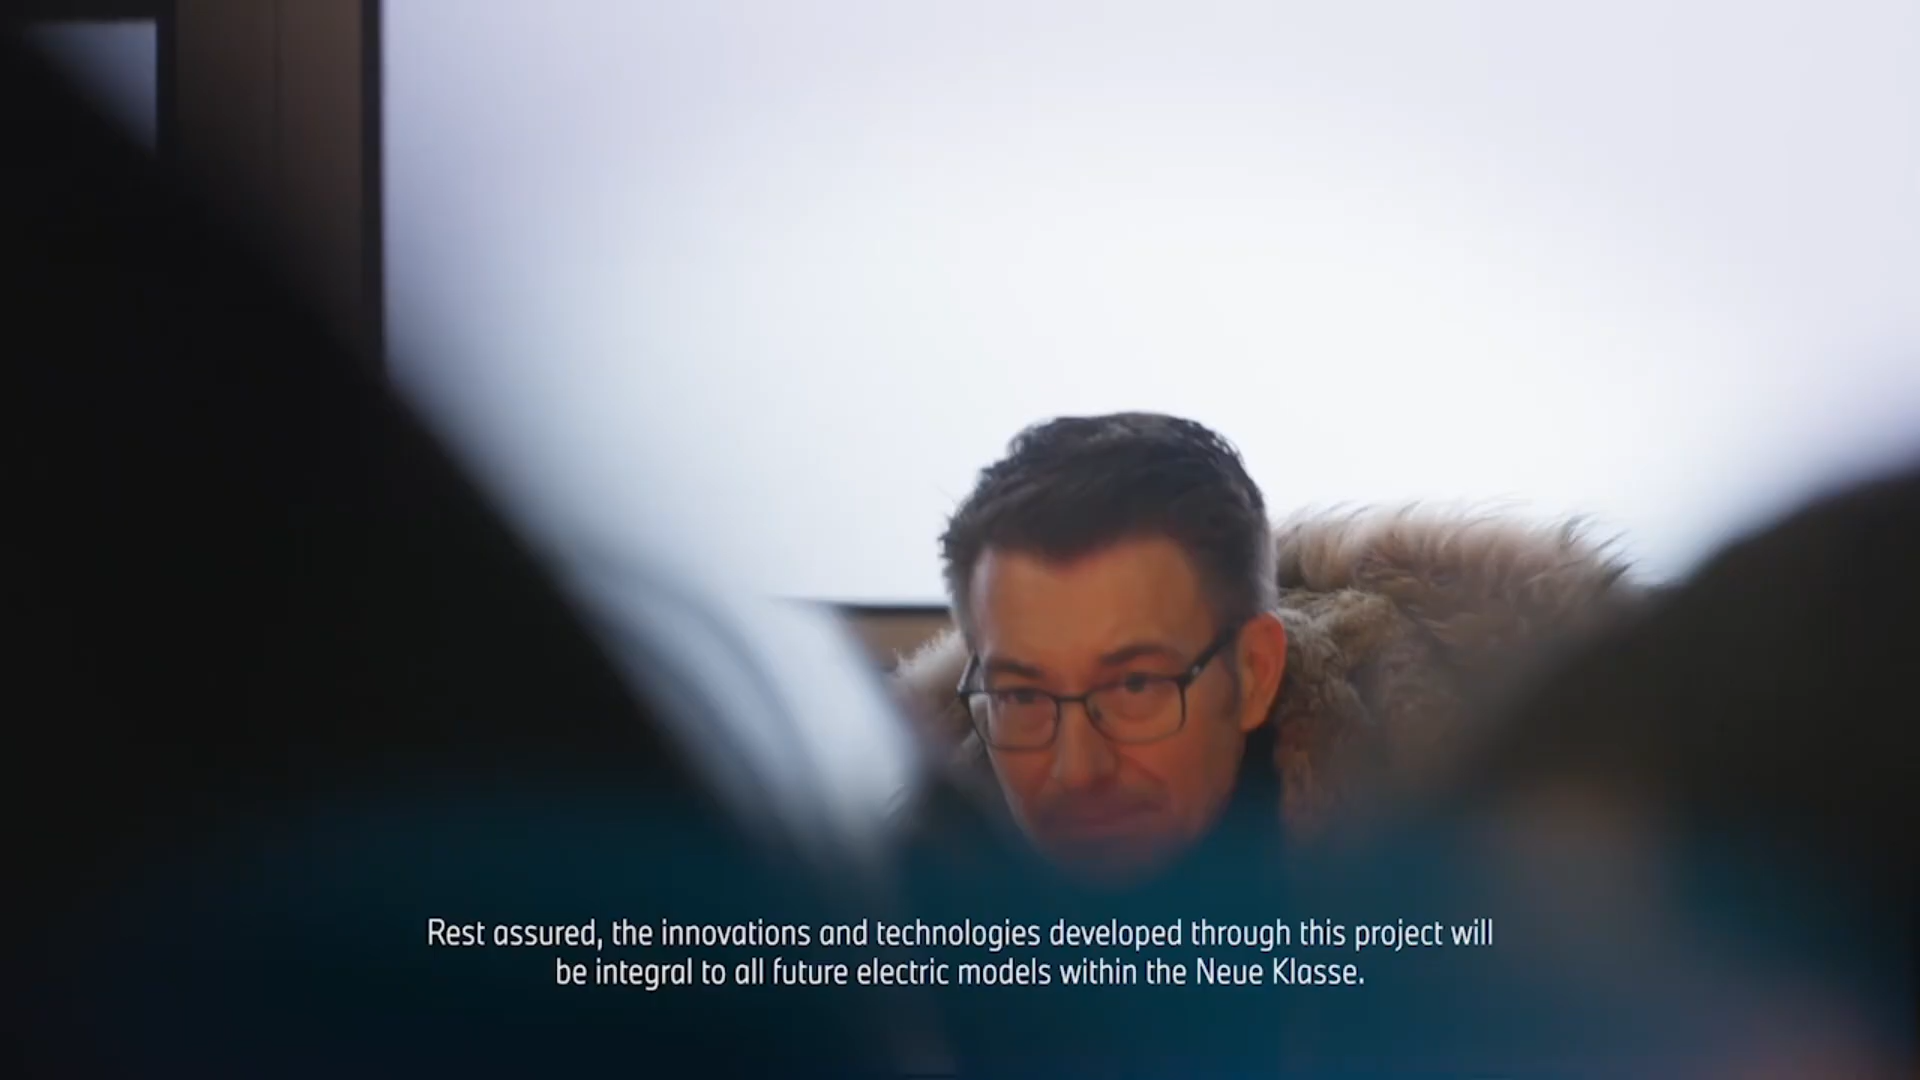 Rest assured, the innovations and technologies developed through this project will
be integral to all future electric models within the Neue Klasse.